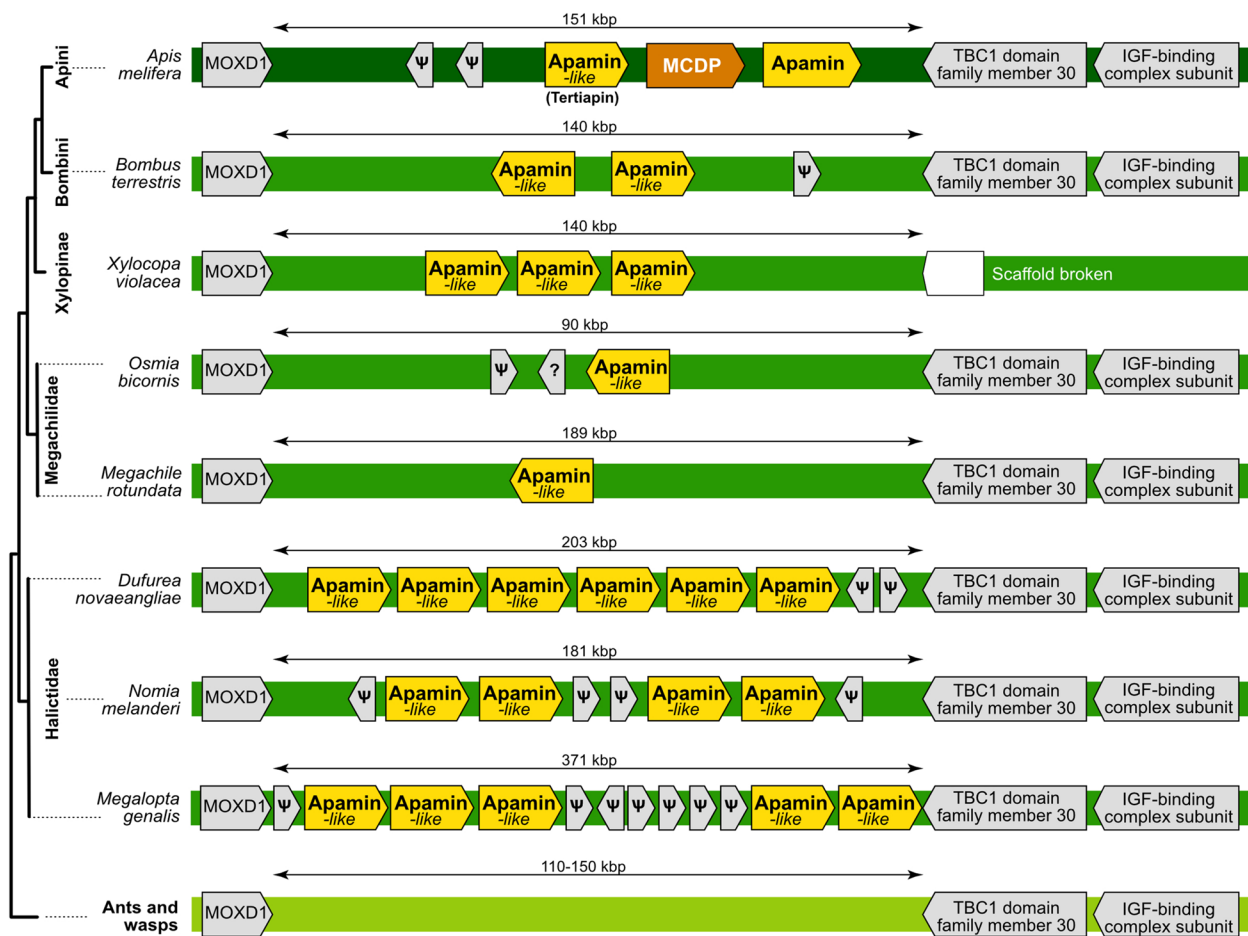 151 kbp
Apini
Apis
melifera
MOXD1
Ψ
Ψ
Apamin
-like
(Tertiapin)
MCDP
Apamin
TBC1 domain
family member 30
IGF-binding
complex subunit
140 kbp
Bombini
Bombus
terrestris
MOXD1
Apamin
-like
Apamin
-like
Ψ
TBC1 domain
family member 30
IGF-binding
complex subunit
140 kbp
Xylopinae
Xylocopa
violacea
MOXD1
Apamin
-like
Apamin
-like
Apamin
-like
Scaffold broken
90 kbp
Megachilidae
Osmia
bicornis
MOXD1
Ψ
?
Apamin
-like
TBC1 domain
family member 30
IGF-binding
complex subunit
189 kbp
Megachile
rotundata
MOXD1
Apamin
-like
TBC1 domain
family member 30
IGF-binding
complex subunit
203 kbp
Halictidae
Dufurea
novaeangliae
MOXD1
Apamin
-like
Apamin
-like
Apamin
-like
Apamin
-like
Apamin
-like
Apamin
-like
Ψ
Ψ
TBC1 domain
family member 30
IGF-binding
complex subunit
181 kbp
Nomia
melanderi
MOXD1
Ψ
Apamin
-like
Apamin
-like
Ψ
Ψ
Apamin
-like
Apamin
-like
Ψ
TBC1 domain
family member 30
IGF-binding
complex subunit
371 kbp
Megalopta
genalis
MOXD1
Ψ
Apamin
-like
Apamin
-like
Apamin
-like
Ψ
Ψ
Ψ
Ψ
Ψ
Ψ
Apamin
-like
Apamin
-like
TBC1 domain
family member 30
IGF-binding
complex subunit
110-150 kbp
Ants and
wasps
MOXD1
TBC1 domain
family member 30
IGF-binding
complex subunit